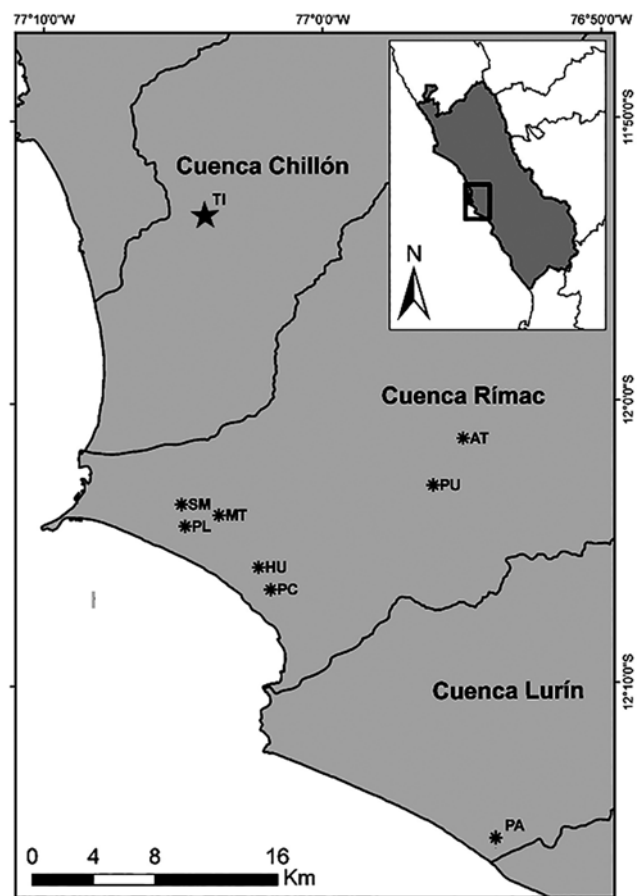 77°10'0"W
77°0'0"W
76°50'0"W
11°50'0"S
Cuenca Chillón
TI
N
Cuenca Rímac
12°0'0"S
AT
PU
SM
MT
PL
HU
PC
12°10'0"S
Cuenca Lurín
PA
0 4 8 16
Km